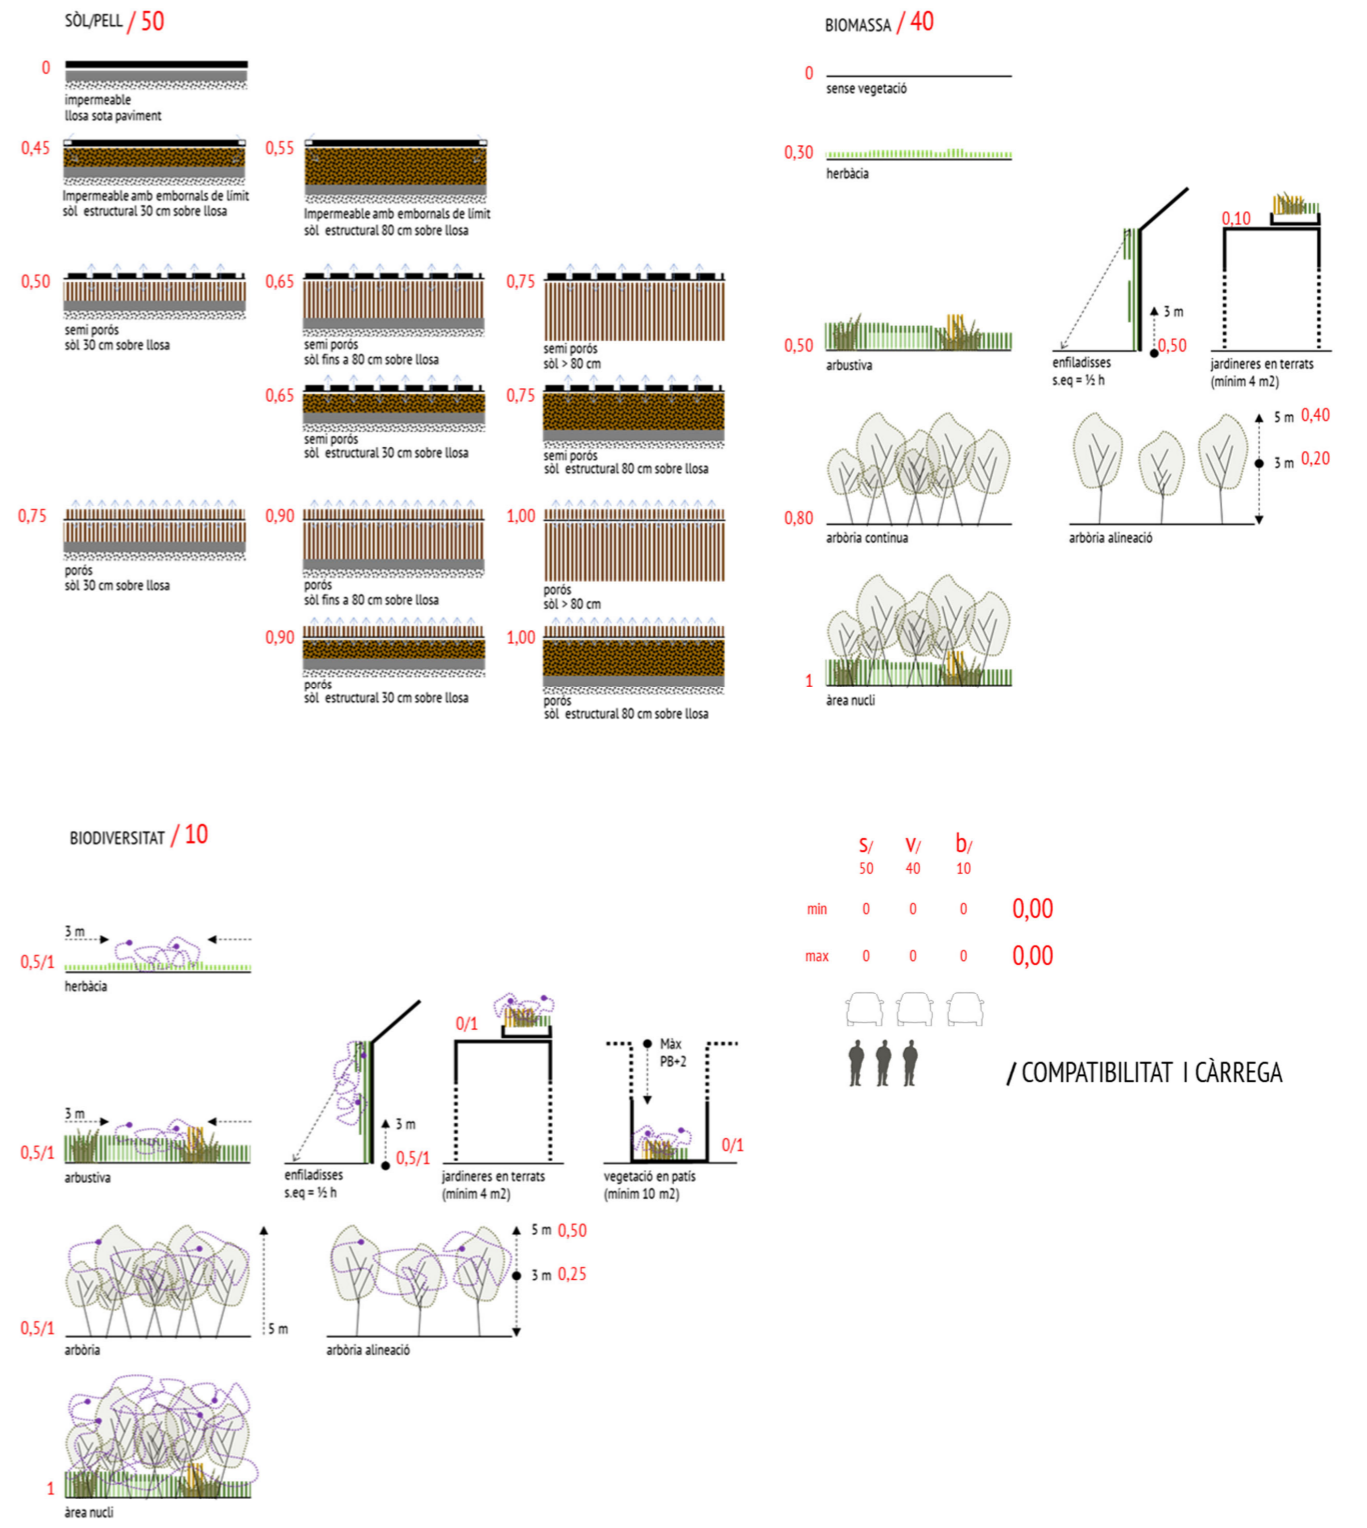 SÒL/PELL / 50
0
impermeable
llosa sota paviment
0,45
Impermeable amb embornals de límit
sòl estructural 30 cm sobre llosa
0,55
Impermeable amb embornals de límit
sòl estructural 80 cm sobre llosa
0,50
semi porós
sòl 30 cm sobre llosa
0,65
semi porós
sòl fins a 80 cm sobre llosa
0,75
semi porós
sòl > 80 cm
0,65
semi porós
sòl estructural 30 cm sobre llosa
0,75
semi porós
sòl estructural 80 cm sobre llosa
0,75
porós
sòl 30 cm sobre llosa
0,90
porós
sòl fins a 80 cm sobre llosa
1,00
porós
sòl > 80 cm
0,90
porós
sòl estructural 30 cm sobre llosa
1,00
porós
sòl estructural 80 cm sobre llosa
BIOMASSA / 40
0
sense vegetació
0,30
herbàcia
0,50
arbustiva
3 m
0,50
enfiladisses
s.eq = ½ h
0,10
jardineres en terrats
(mínim 4 m2)
0,80
arbòria continua
5 m 0,40
3 m 0,20
arbòria alineació
1
àrea nucli
BIODIVERSITAT / 10
3 m
0,5/1
herbàcia
3 m
0,5/1
arbustiva
3 m
0,5/1
enfiladisses
s.eq = ½ h
0/1
jardineres en terrats
(mínim 4 m2)
Màx
PB+2
0/1
vegetació en patís
(mínim 10 m2)
0,5/1
5 m
arbòria
5 m 0,50
3 m 0,25
arbòria alineació
1
àrea nucli
s/ v/ b/
50 40 10
min 0 0 0 0,00
max 0 0 0 0,00
/ COMPATIBILITAT I CÀRREGA